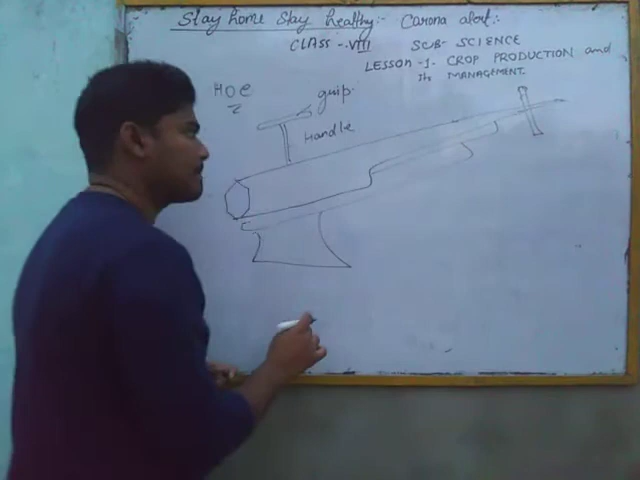 Stay home stay healthy:- Carona alert:-
CLASS -: VIII SUB- SCIENCE
LESSON -1. CROP PRODUCTION and
its MANAGEMENT.
HOE
guip.
Handle